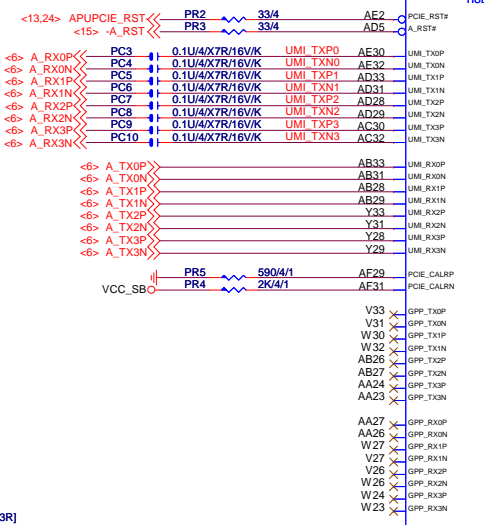 <13,24> APUPCIE_RST PR2 33/4 AE2 PCIE_RST#
<15> -A_RST PR3 33/4 AD5 A_RST#
<6> A_RX0P PC3 0.1U/4/X7R/16V/K UMI_TXP0 AE30 UMI_TX0P
<6> A_RX0N PC4 0.1U/4/X7R/16V/K UMI_TXN0 AE32 UMI_TX0N
<6> A_RX1P PC5 0.1U/4/X7R/16V/K UMI_TXP1 AD33 UMI_TX1P
<6> A_RX1N PC6 0.1U/4/X7R/16V/K UMI_TXN1 AD31 UMI_TX1N
<6> A_RX2P PC7 0.1U/4/X7R/16V/K UMI_TXP2 AD28 UMI_TX2P
<6> A_RX2N PC8 0.1U/4/X7R/16V/K UMI_TXN2 AD29 UMI_TX2N
<6> A_RX3P PC9 0.1U/4/X7R/16V/K UMI_TXP3 AC30 UMI_TX3P
<6> A_RX3N PC10 0.1U/4/X7R/16V/K UMI_TXN3 AC32 UMI_TX3N
<6> A_TX0P AB33 UMI_RX0P
<6> A_TX0N AB31 UMI_RX0N
<6> A_TX1P AB28 UMI_RX1P
<6> A_TX1N AB29 UMI_RX1N
<6> A_TX2P Y33 UMI_RX2P
<6> A_TX2N Y31 UMI_RX2N
<6> A_TX3P Y28 UMI_RX3P
<6> A_TX3N Y29 UMI_RX3N
PR5 590/4/1 AF29 PCIE_CALRP
VCC_SB PR4 2K/4/1 AF31 PCIE_CALRN
V33 GPP_TX0P
V31 GPP_TX0N
W30 GPP_TX1P
W32 GPP_TX1N
AB26 GPP_TX2P
AB27 GPP_TX2N
AA24 GPP_TX3P
AA23 GPP_TX3N
AA27 GPP_RX0P
AA26 GPP_RX0N
W27 GPP_RX1P
V27 GPP_RX1N
V26 GPP_RX2P
W26 GPP_RX2N
W24 GPP_RX3P
W23 GPP_RX3N
3R]